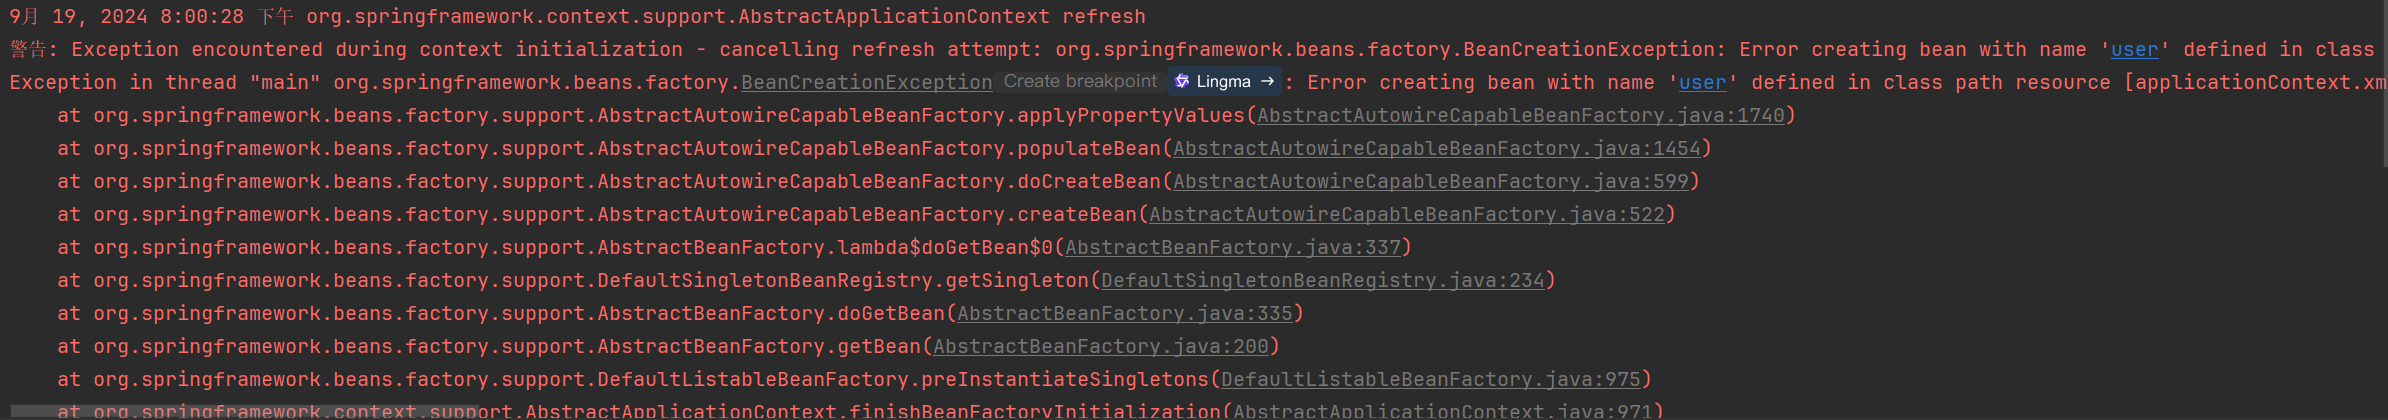 9月 19, 2024 8:00:28 下午 org.springframework.context.support.AbstractApplicationContext refresh
警告: Exception encountered during context initialization - cancelling refresh attempt: org.springframework.beans.factory.BeanCreationException: Error creating bean with name 'user' defined in class
Exception in thread "main" org.springframework.beans.factory.BeanCreationException Create breakpoint Lingma → : Error creating bean with name 'user' defined in class path resource [applicationContext.xm
at org.springframework.beans.factory.support.AbstractAutowireCapableBeanFactory.applyPropertyValues(AbstractAutowireCapableBeanFactory.java:1740)
at org.springframework.beans.factory.support.AbstractAutowireCapableBeanFactory.populateBean(AbstractAutowireCapableBeanFactory.java:1454)
at org.springframework.beans.factory.support.AbstractAutowireCapableBeanFactory.doCreateBean(AbstractAutowireCapableBeanFactory.java:599)
at org.springframework.beans.factory.support.AbstractAutowireCapableBeanFactory.createBean(AbstractAutowireCapableBeanFactory.java:522)
at org.springframework.beans.factory.support.AbstractBeanFactory.lambda$doGetBean$0(AbstractBeanFactory.java:337)
at org.springframework.beans.factory.support.DefaultSingletonBeanRegistry.getSingleton(DefaultSingletonBeanRegistry.java:234)
at org.springframework.beans.factory.support.AbstractBeanFactory.doGetBean(AbstractBeanFactory.java:335)
at org.springframework.beans.factory.support.AbstractBeanFactory.getBean(AbstractBeanFactory.java:200)
at org.springframework.beans.factory.support.DefaultListableBeanFactory.preInstantiateSingletons(DefaultListableBeanFactory.java:975)
at org.springframework.context.support.AbstractApplicationContext.finishBeanFactoryInitialization(AbstractApplicationContext.java:971)